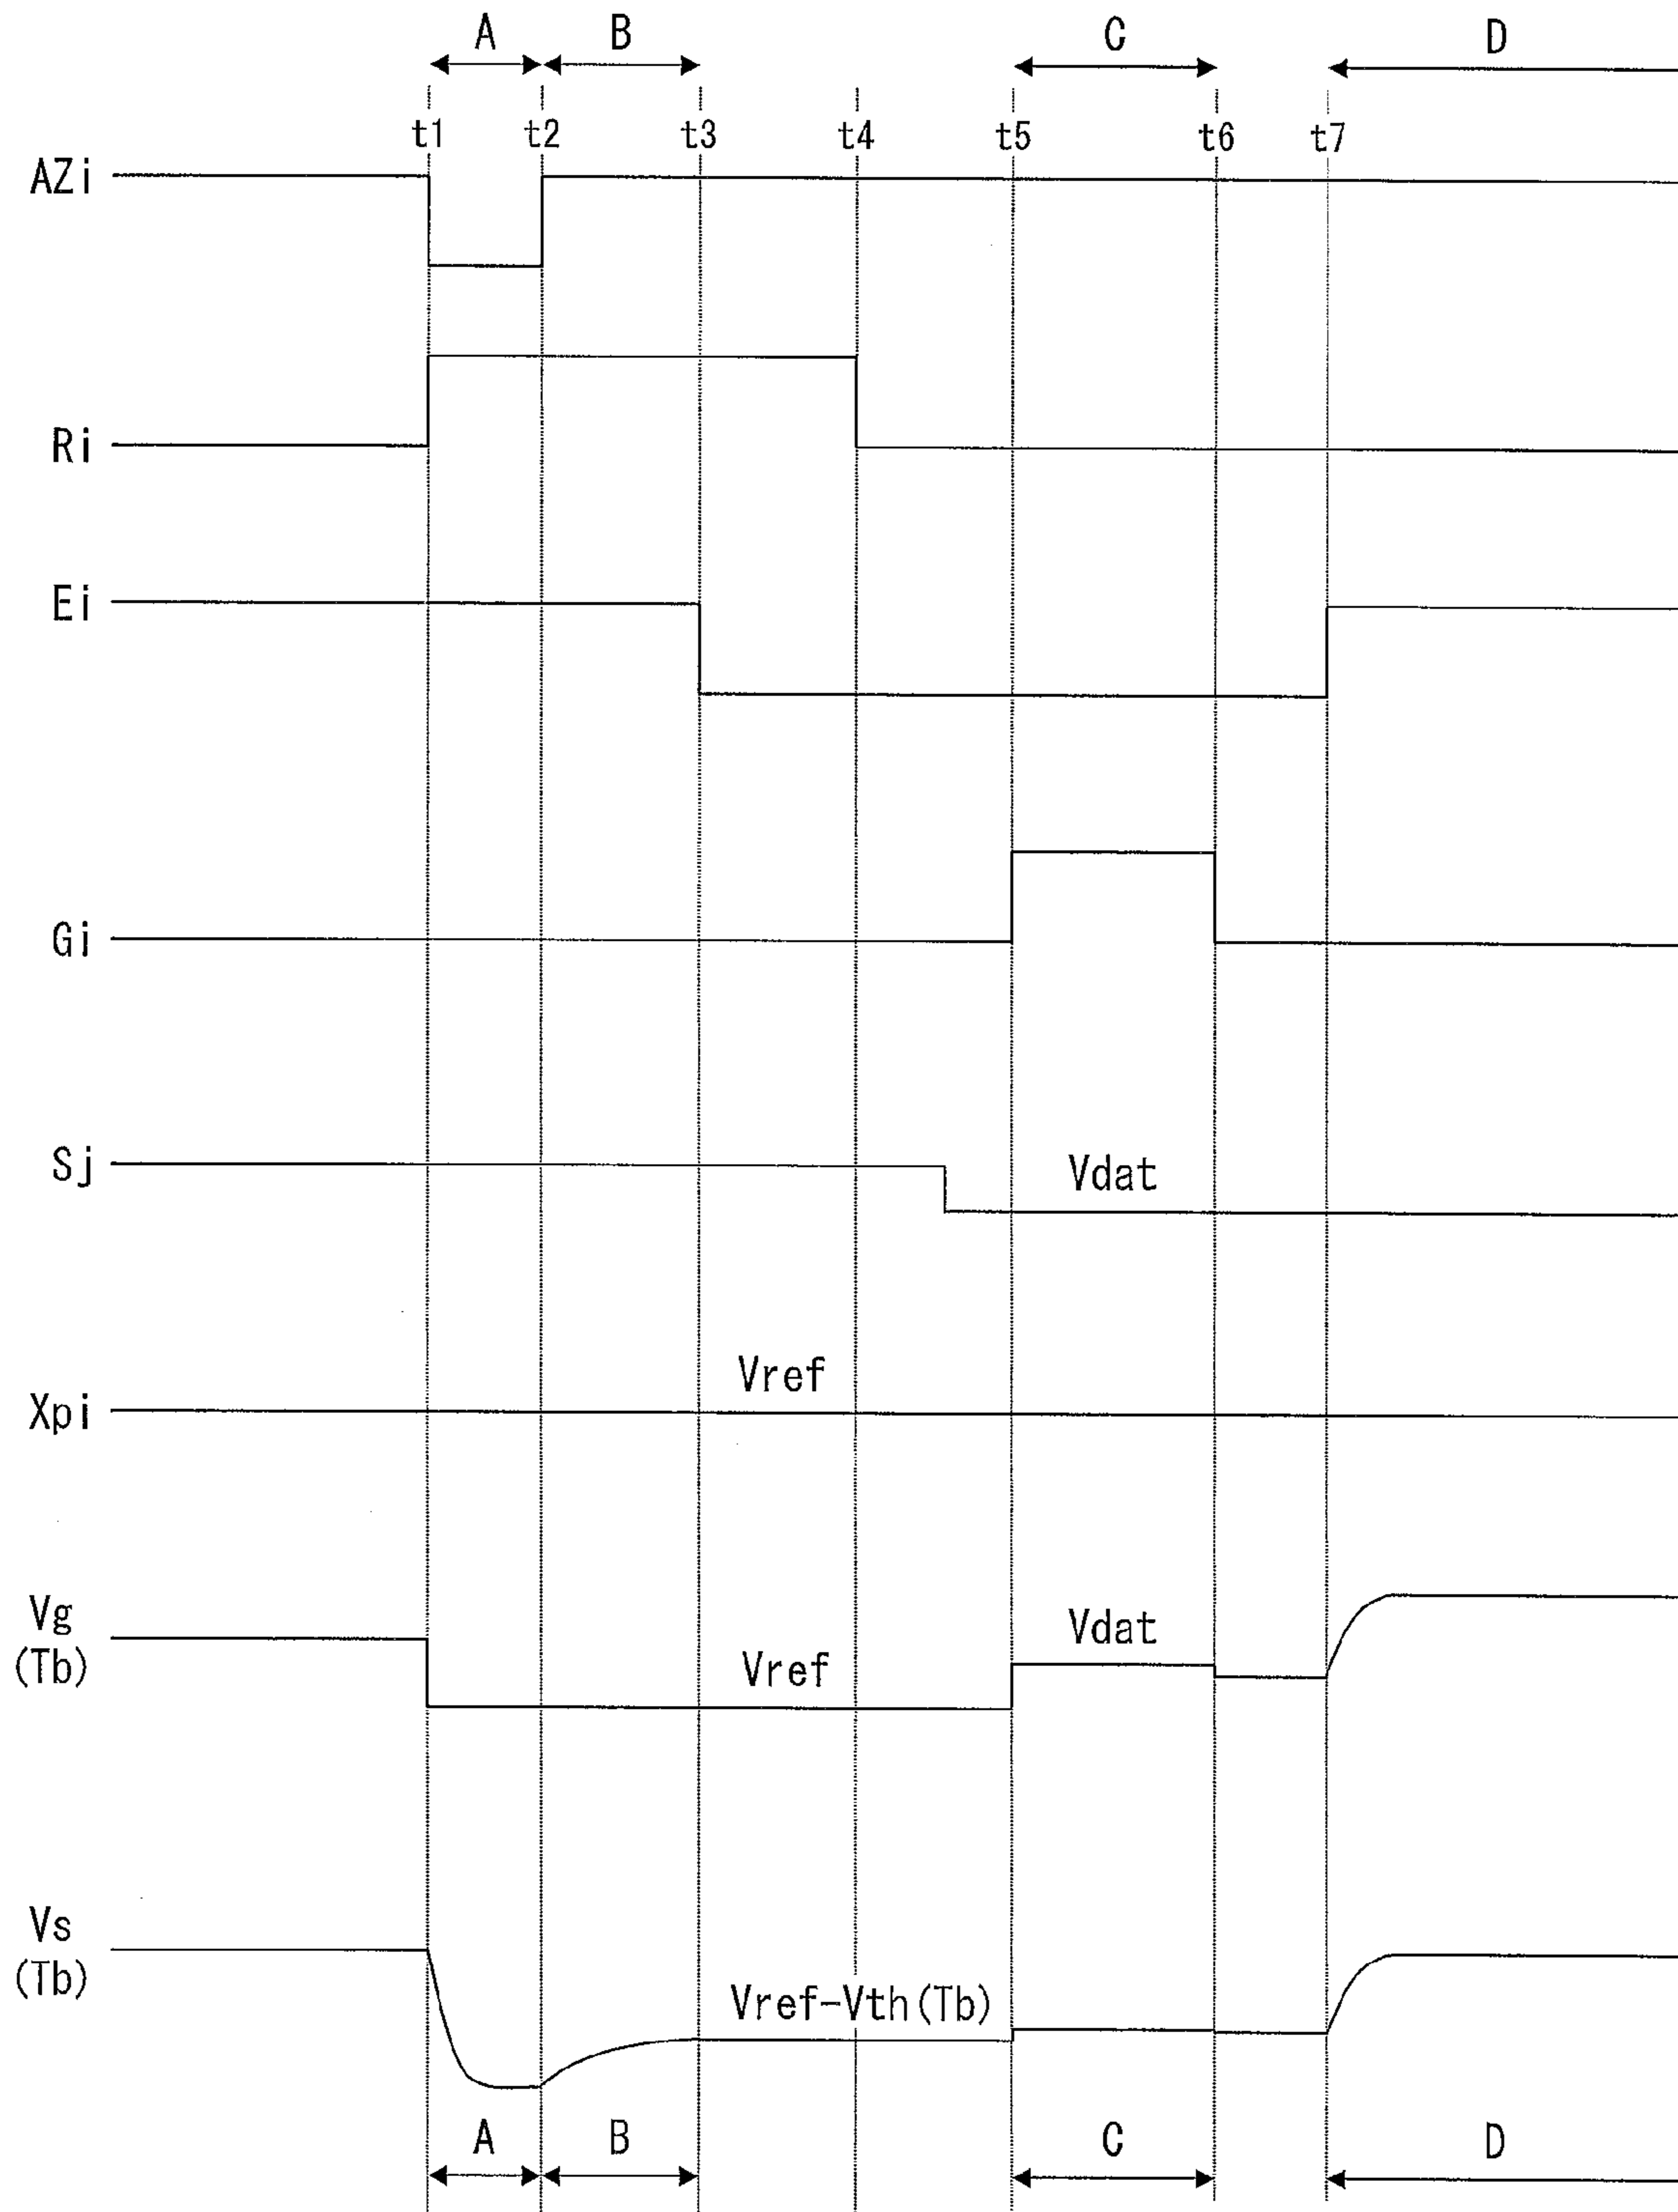 A B C D
t1 t2 t3 t4 t5 t6 t7
AZi
Ri
Ei
Gi
Sj
Vdat
Xpi
Vref
Vg
(Tb)
Vref
Vdat
Vs
(Tb)
Vref-Vth(Tb)
A B C D